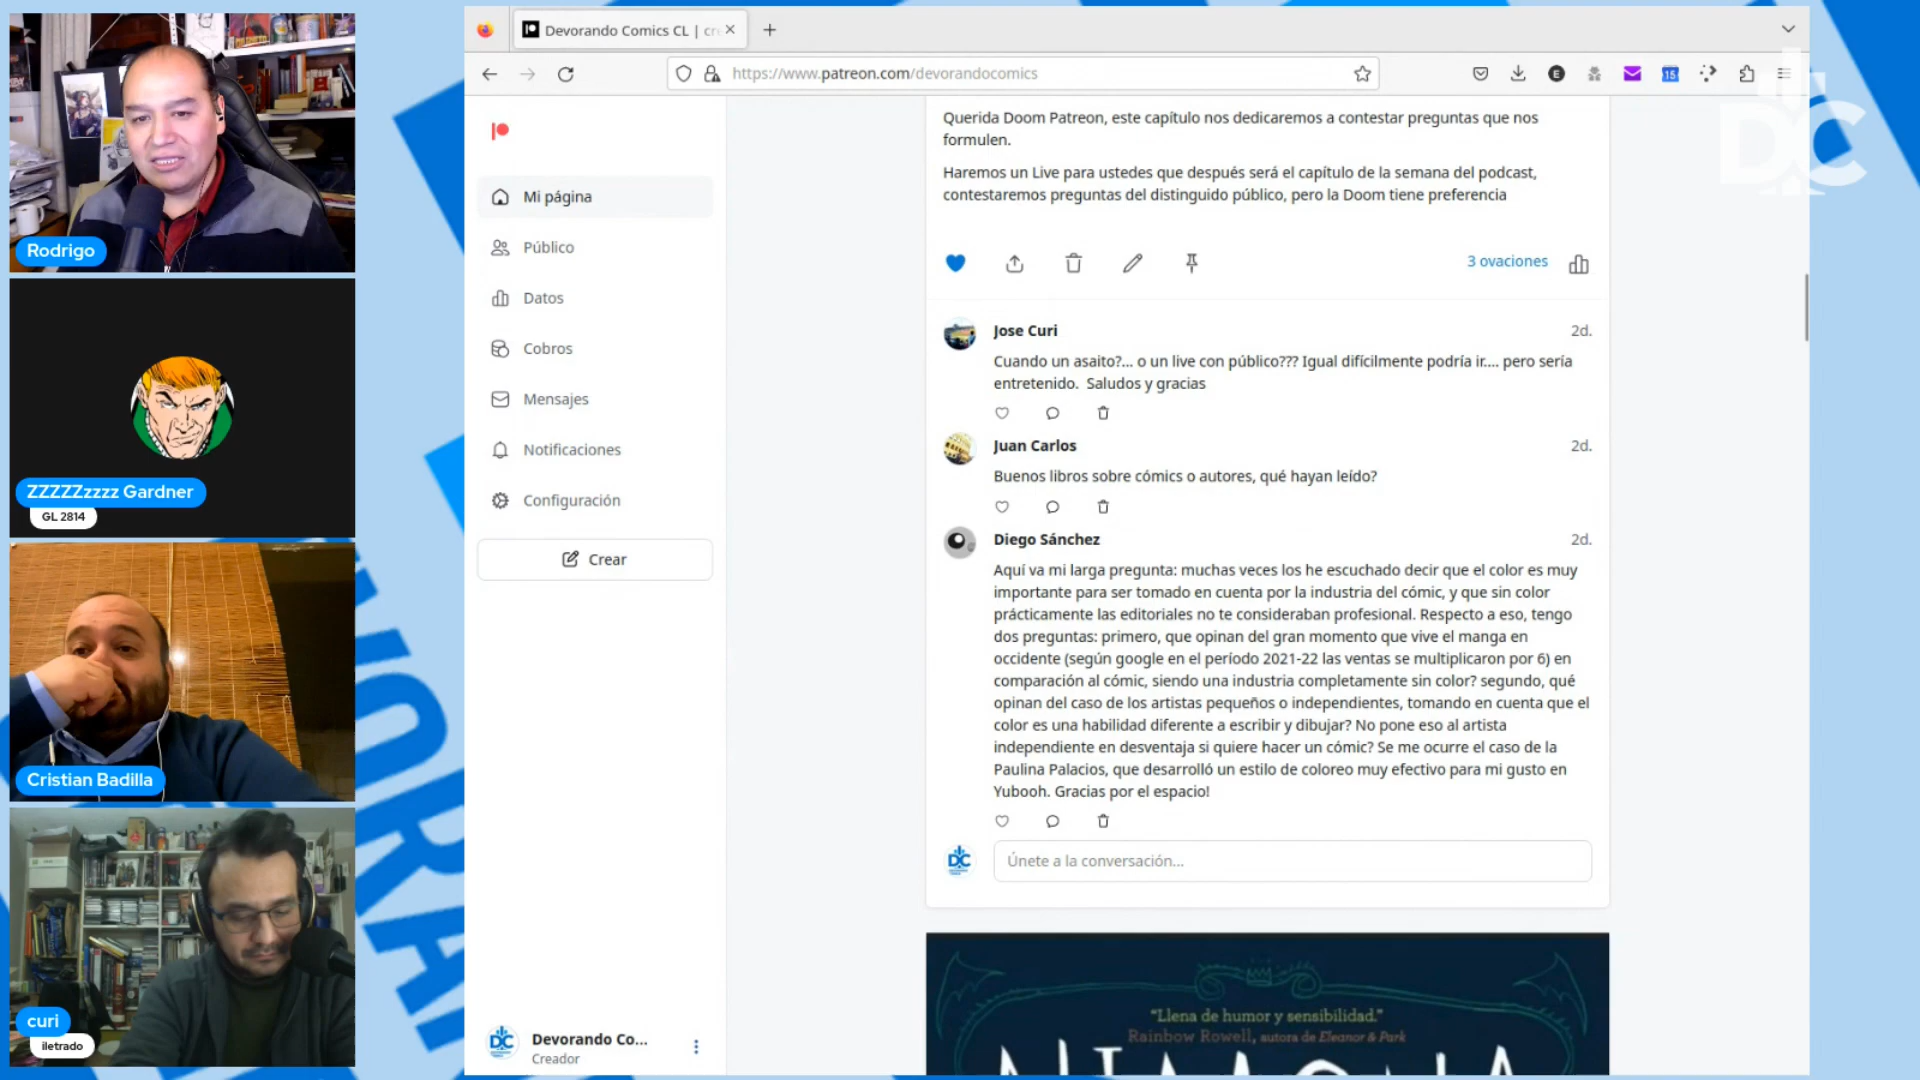 Rodrigo
ZZZZZzzzz Gardner
GL 2814
Cristian Badilla
curi
iletrado
Devorando Comics CL | cr
https://www.patreon.com/devorandocomics
15
E
DC
Mi página
Público
Datos
Cobros
Mensajes
Notificaciones
Configuración
Crear
DC
Devorando Co...
Creador
Querida Doom Patreon, este capítulo nos dedicaremos a contestar preguntas que nos
formulen.
Haremos un Live para ustedes que después será el capítulo de la semana del podcast,
contestaremos preguntas del distinguido público, pero la Doom tiene preferencia
3 ovaciones
Jose Curi
2d.
Cuando un asaito?... o un live con público??? Igual difícilmente podría ir.... pero sería
entretenido. Saludos y gracias
Juan Carlos
2d.
Buenos libros sobre cómics o autores, qué hayan leído?
Diego Sánchez
2d.
Aquí va mi larga pregunta: muchas veces los he escuchado decir que el color es muy
importante para ser tomado en cuenta por la industria del cómic, y que sin color
prácticamente las editoriales no te consideraban profesional. Respecto a eso, tengo
dos preguntas: primero, que opinan del gran momento que vive el manga en
occidente (según google en el período 2021-22 las ventas se multiplicaron por 6) en
comparación al cómic, siendo una industria completamente sin color? segundo, qué
opinan del caso de los artistas pequeños o independientes, tomando en cuenta que el
color es una habilidad diferente a escribir y dibujar? No pone eso al artista
independiente en desventaja si quiere hacer un cómic? Se me ocurre el caso de la
Paulina Palacios, que desarrolló un estilo de coloreo muy efectivo para mi gusto en
Yubooh. Gracias por el espacio!
DC
Únete a la conversación...
“Llena de humor y sensibilidad.”
Rainbow Rowell, autora de Eleanor & Park
NIMONA